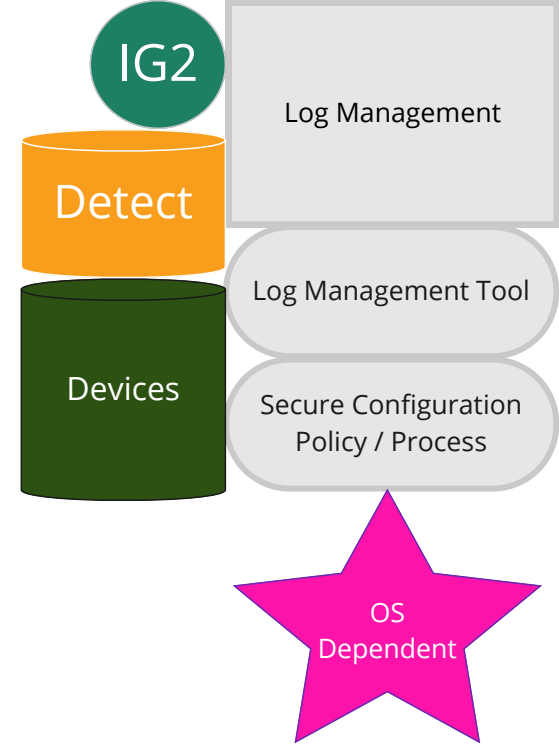 IG2
Log Management
Detect
Log Management Tool
Devices
Secure Configuration
Policy / Process
OS
Dependent